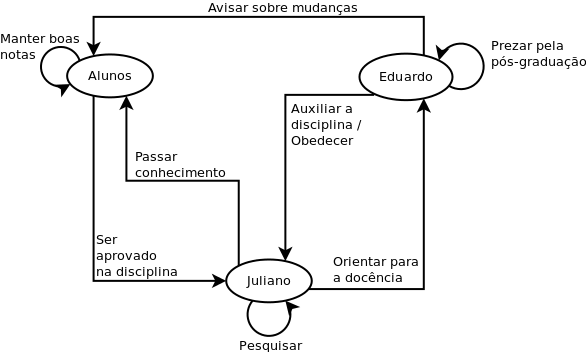 Avisar sobre mudanças
Manter boas
notas
Alunos
Eduardo
Prezar pela
pós-graduação
Auxiliar a
disciplina /
Obedecer
Passar
conhecimento
Ser
aprovado
na disciplina
Orientar para
a docência
Juliano
Pesquisar